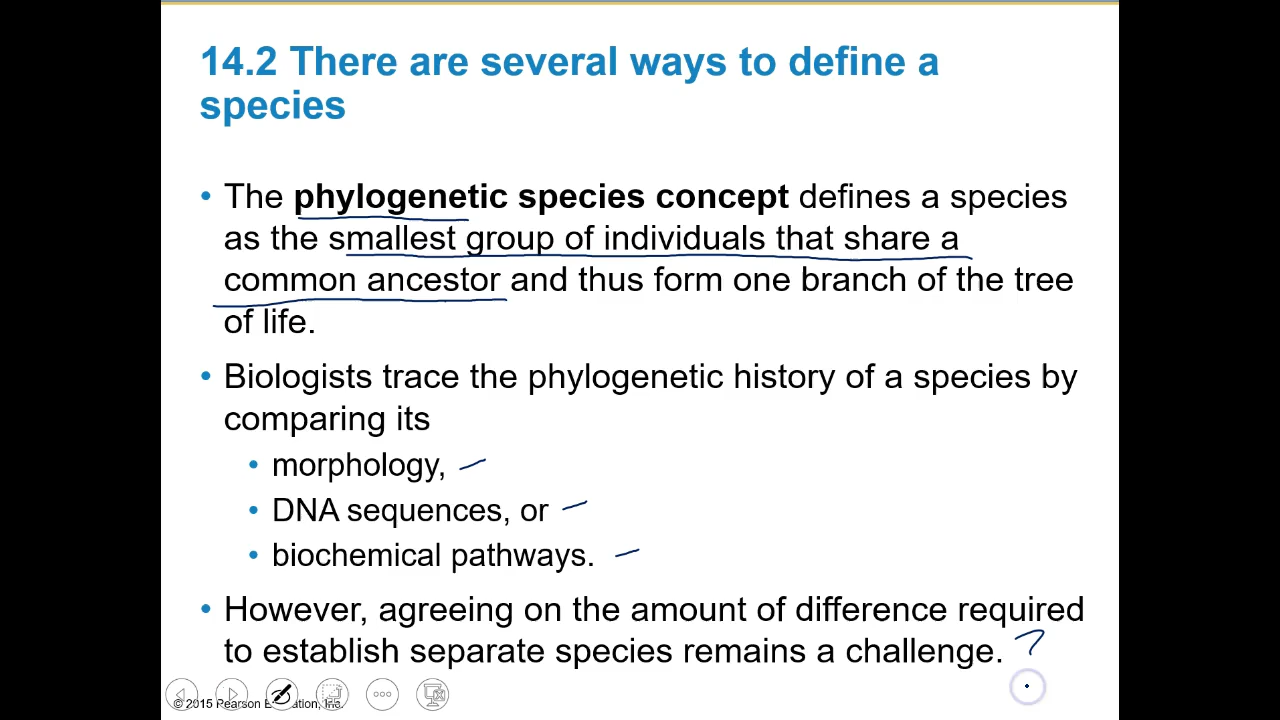 14.2 There are several ways to define a
species
• The phylogenetic species concept defines a species
as the smallest group of individuals that share a
common ancestor and thus form one branch of the tree
of life.
• Biologists trace the phylogenetic history of a species by
comparing its
• morphology,
• DNA sequences, or
• biochemical pathways.
• However, agreeing on the amount of difference required
to establish separate species remains a challenge. ?
© 2015 Pearson Education, Inc.